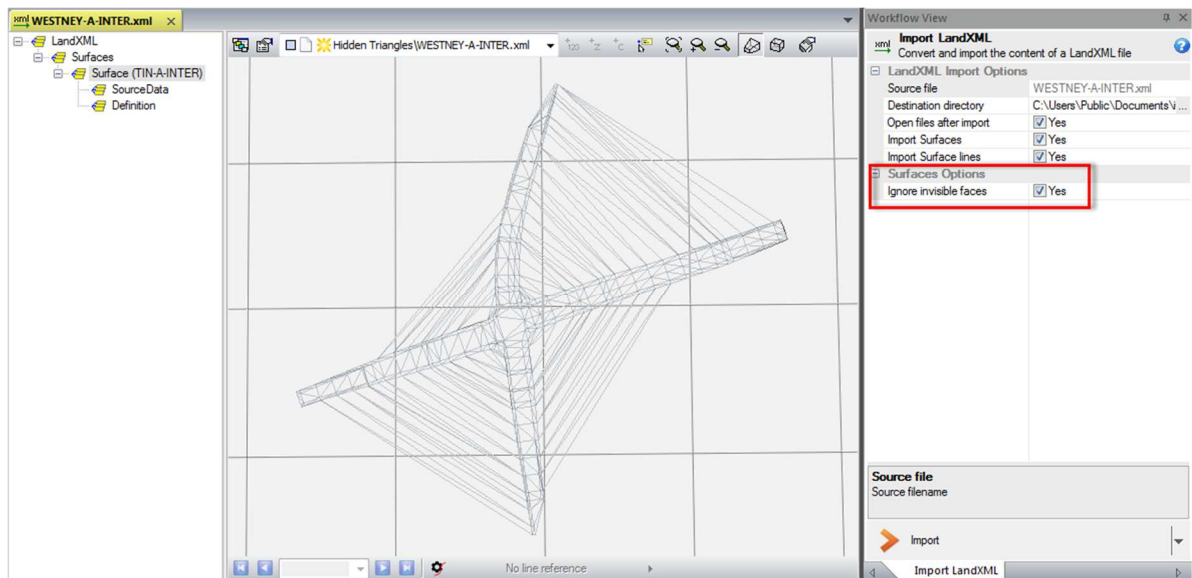 WESTNEY-A-INTER.xml
LandXML
Surfaces
Surface (TIN-A-INTER)
SourceData
Definition
Hidden Triangles\WESTNEY-A-INTER.xml
No line reference
Workflow View
xml
Import LandXML
Convert and import the content of a LandXML file
LandXML Import Options
Source file WESTNEY-A-INTER.xml
Destination directory C:\Users\Public\Documents\i ...
Open files after import Yes
Import Surfaces Yes
Import Surface lines Yes
Surfaces Options
Ignore invisible faces Yes
Source file
Source filename
Import
Import LandXML